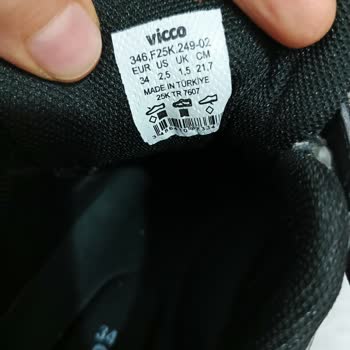 vicco
346.F25K.249-02
EUR US UK CM
34 2,5 1,5 21,7
MADE IN TÜRKİYE
25K TR 7607
34